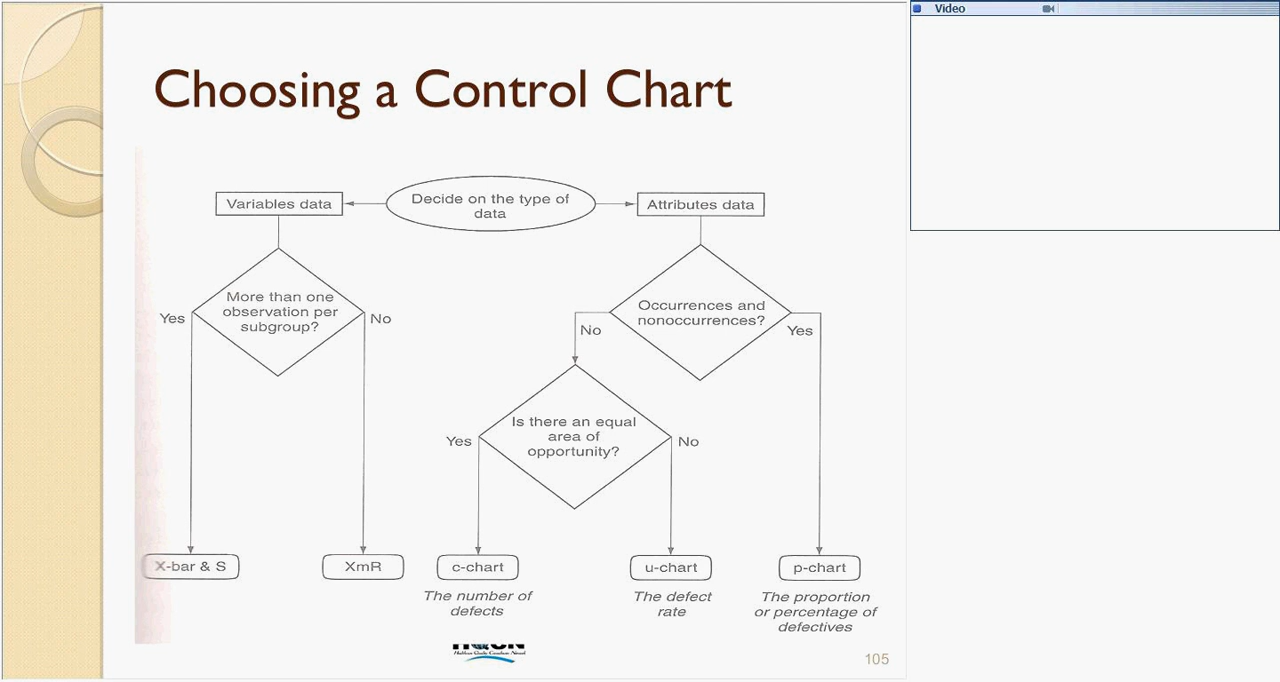 Video
Choosing a Control Chart
Decide on the type of
data
Variables data
Attributes data
More than one
observation per
subgroup?
Yes
No
Occurrences and
nonoccurrences?
No
Yes
Is there an equal
area of
opportunity?
Yes
No
X-bar & S
XmR
c-chart
The number of
defects
u-chart
The defect
rate
p-chart
The proportion
or percentage of
defectives
105